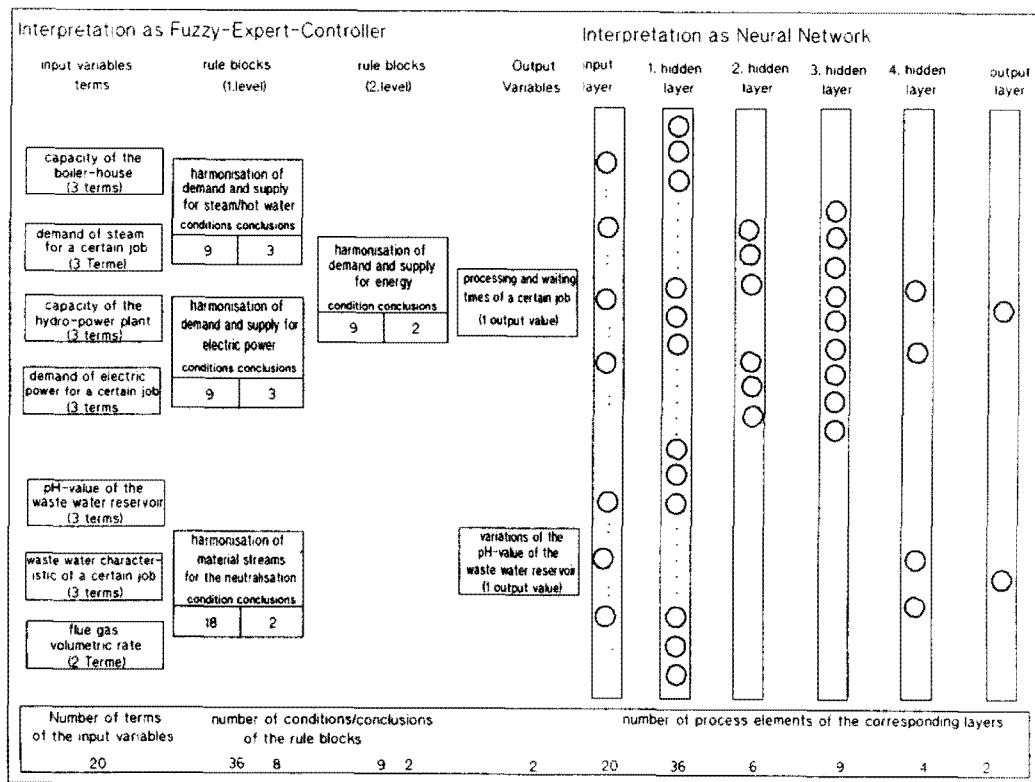 Interpretation as Fuzzy-Expert-Controller
Interpretation as Neural Network
input variables
terms
rule blocks
(1.level)
rule blocks
(2.level)
Output
Variables
input
layer
1. hidden
layer
2. hidden
layer
3. hidden
layer
4. hidden
layer
output
layer
capacity of the
boiler-house
(3 terms)
demand of steam
for a certain job
(3 Terme)
capacity of the
hydro-power plant
(3 terms)
demand of electric
power for a certain job
(3 terms
pH-value of the
waste water reservoir
(3 terms)
waste water character-
istic of a certain job
(3 terms)
flue gas
volumetric rate
(2 Terme)
harmonisation of
demand and supply
for steam/hot water
conditions conclusions
9 3
harmonisation of
demand and supply for
electric power
conditions conclusions
9 3
harmonisation of
material streams
for the neutralisation
condition conclusions
18 2
harmonisation of
demand and supply
for energy
condition conclusions
9 2
processing and waiting
times of a certain job
(1 output value)
variations of the
pH-value of the
waste water reservoir
(1 output value)
Number of terms
of the input variables
number of conditions/conclusions
of the rule blocks
number of process elements of the corresponding layers
20 36 8 9 2 2 20 36 6 9 4 2